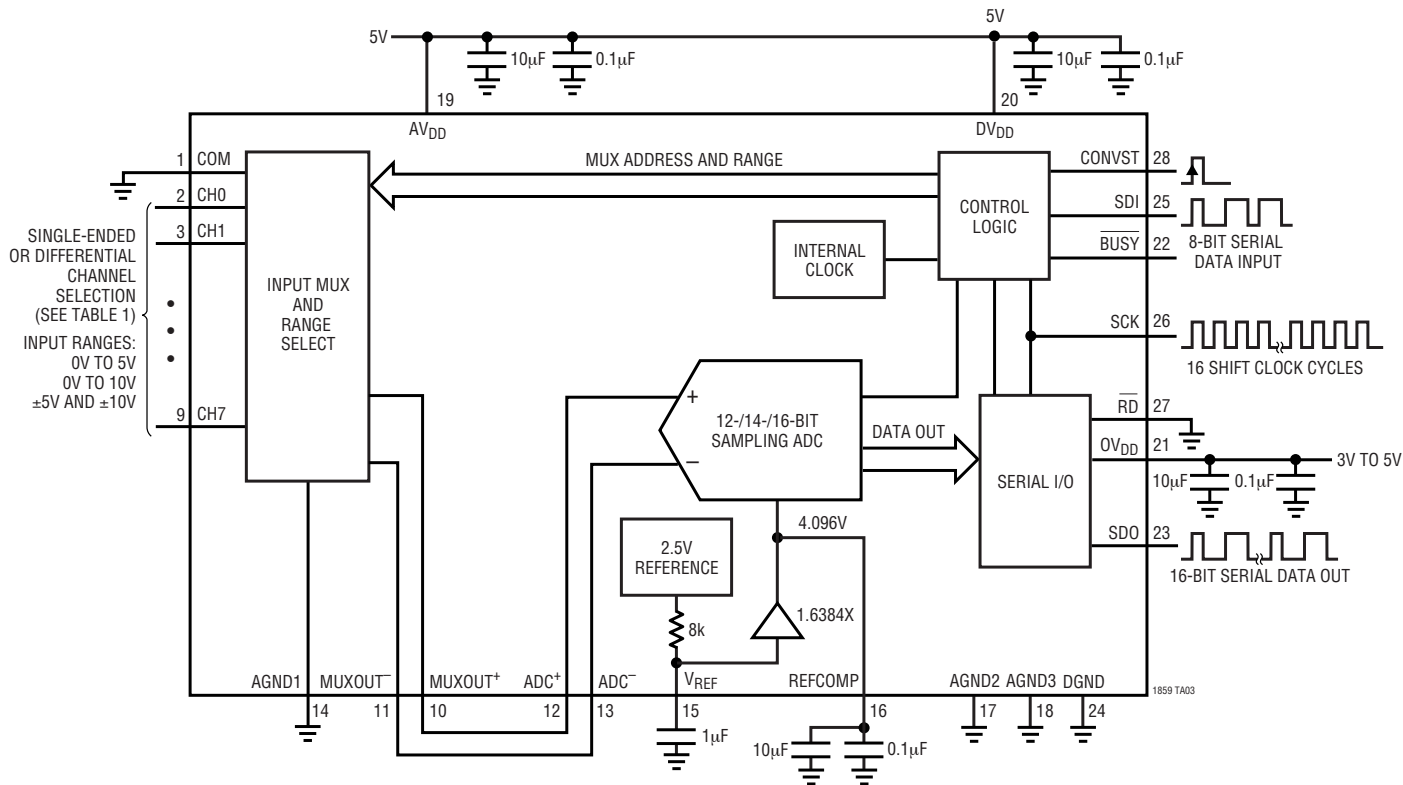 5V
5V
10µF
0.1µF
10µF
0.1µF
19
20
AVDD
DVDD
1
COM
MUX ADDRESS AND RANGE
CONVST
28
2
CH0
3
CH1
SDI
25
CONTROL
LOGIC
8-BIT SERIAL
DATA INPUT
BUSY
22
INTERNAL
CLOCK
SINGLE-ENDED
OR DIFFERENTIAL
CHANNEL
SELECTION
(SEE TABLE 1)
INPUT RANGES:
0V TO 5V
0V TO 10V
±5V AND ±10V
INPUT MUX
AND
RANGE
SELECT
SCK
26
16 SHIFT CLOCK CYCLES
9
CH7
+
12-/14-/16-BIT
SAMPLING ADC
–
DATA OUT
RD
27
OVDD
21
3V TO 5V
10µF
0.1µF
SERIAL I/O
4.096V
SDO
23
16-BIT SERIAL DATA OUT
2.5V
REFERENCE
8k
1.6384X
AGND1
MUXOUT–
MUXOUT+
ADC+
ADC–
VREF
REFCOMP
AGND2
AGND3
DGND
1859 TA03
14
11
10
12
13
15
16
17
18
24
1µF
10µF
0.1µF